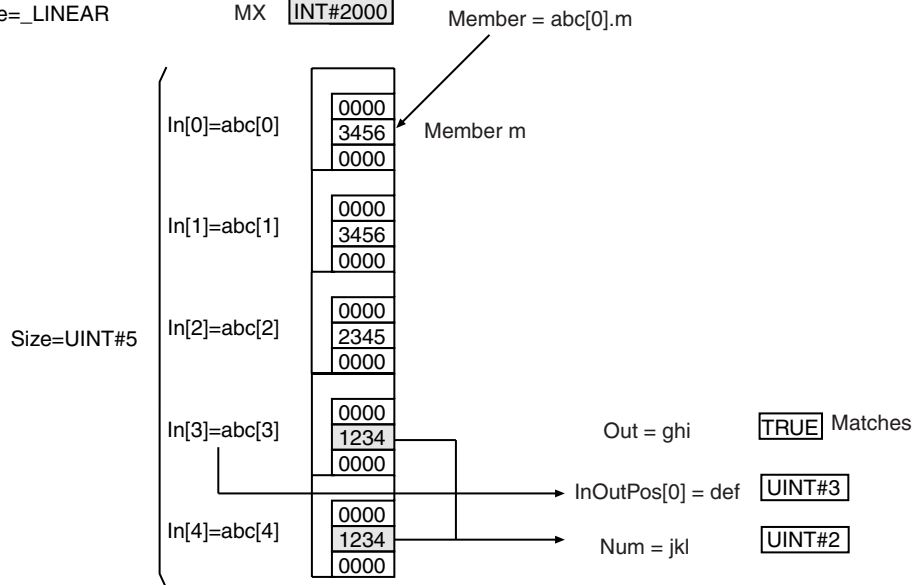 e=_LINEAR MX INT#2000 Member = abc[0].m
0000
In[0]=abc[0] 3456 Member m
0000
0000
In[1]=abc[1] 3456
0000
0000
Size=UINT#5 In[2]=abc[2] 2345
0000
0000
In[3]=abc[3] 1234 Out = ghi TRUE Matches
0000
InOutPos[0] = def UINT#3
0000
In[4]=abc[4] 1234 Num = jkl UINT#2
0000